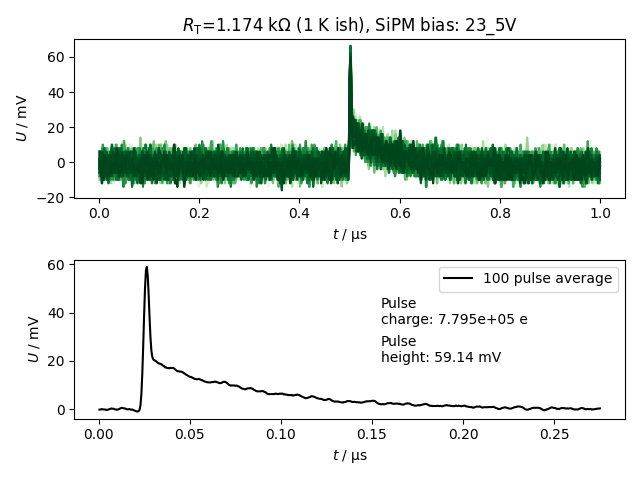 R_T=1.174 kΩ (1 K ish), SiPM bias: 23_5V
60
40
20
0
−20
U / mV
0.0 0.2 0.4 0.6 0.8 1.0
t / µs
60
40
20
0
U / mV
100 pulse average
Pulse
charge: 7.795e+05 e
Pulse
height: 59.14 mV
0.00 0.05 0.10 0.15 0.20 0.25
t / µs